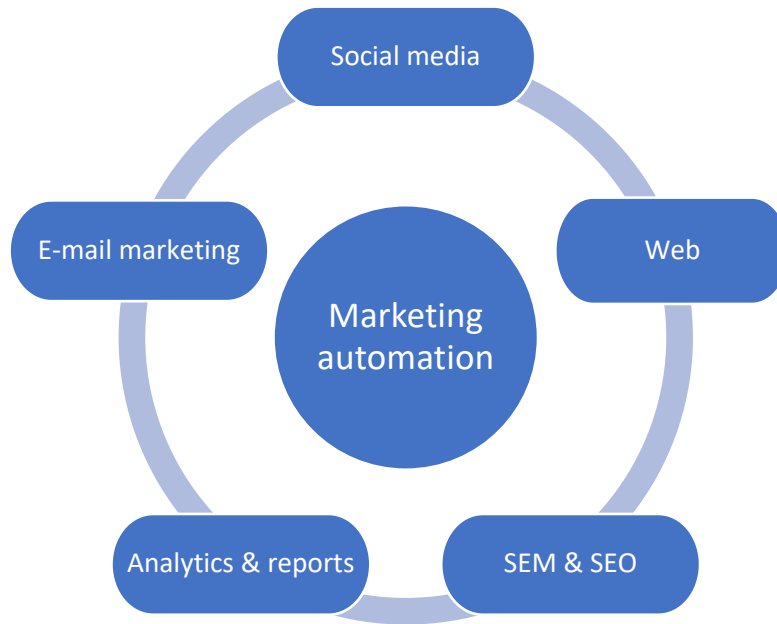 Social media
E-mail marketing
Web
Marketing
automation
Analytics & reports
SEM & SEO